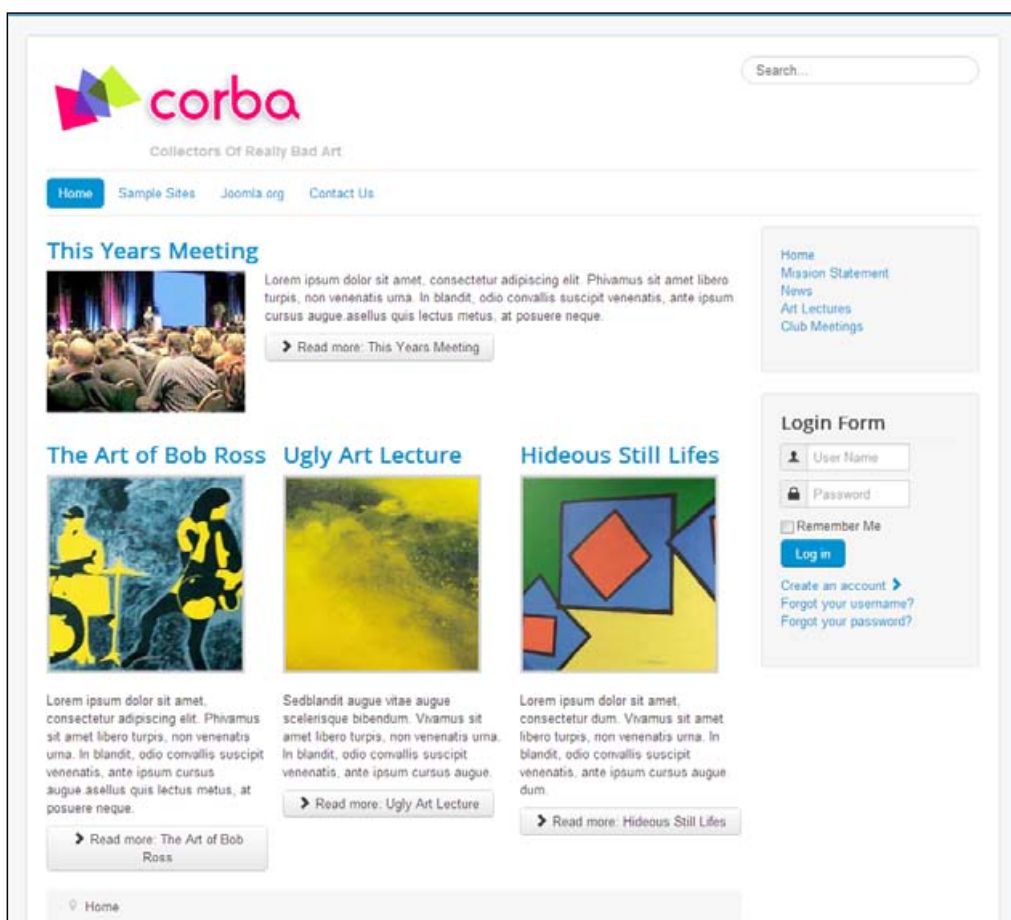 corba
Collectors Of Really Bad Art
Search...
Home Sample Sites Joomla.org Contact Us
This Years Meeting
Lorem ipsum dolor sit amet, consectetur adipiscing elit. Phivamus sit amet libero
turpis, non venenatis urna. In blandit, odio convallis suscipit venenatis, ante ipsum
cursus augue.asellus quis lectus metus, at posuere neque.
Read more: This Years Meeting
The Art of Bob Ross
Lorem ipsum dolor sit amet,
consectetur adipiscing elit. Phivamus
sit amet libero turpis, non venenatis
urna. In blandit, odio convallis suscipit
venenatis, ante ipsum cursus
augue.asellus quis lectus metus, at
posuere neque.
Read more: The Art of Bob
Ross
Ugly Art Lecture
Sedblandit augue vitae augue
scelerisque bibendum. Vivamus sit
amet libero turpis, non venenatis urna.
In blandit, odio convallis suscipit
venenatis, ante ipsum cursus augue.
Read more: Ugly Art Lecture
Hideous Still Lifes
Lorem ipsum dolor sit amet,
consectetur dum. Vivamus sit amet
libero turpis, non venenatis urna. In
blandit, odio convallis suscipit
venenatis, ante ipsum cursus augue
dum.
Read more: Hideous Still Lifes
Home
Home
Mission Statement
News
Art Lectures
Club Meetings
Login Form
User Name
Password
Remember Me
Log in
Create an account
Forgot your username?
Forgot your password?